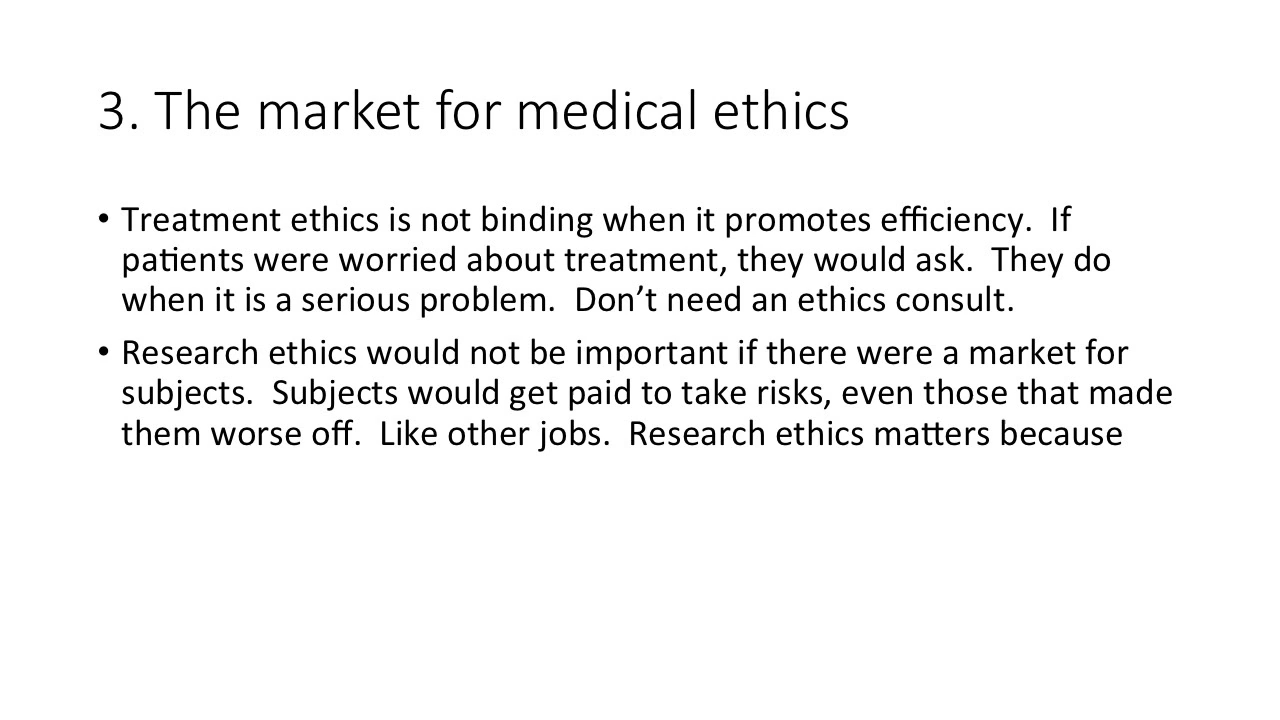 3. The market for medical ethics
• Treatment ethics is not binding when it promotes efficiency.  If
patients were worried about treatment, they would ask.  They do
when it is a serious problem.  Don’t need an ethics consult.
• Research ethics would not be important if there were a market for
subjects.  Subjects would get paid to take risks, even those that made
them worse off.  Like other jobs.  Research ethics matters because